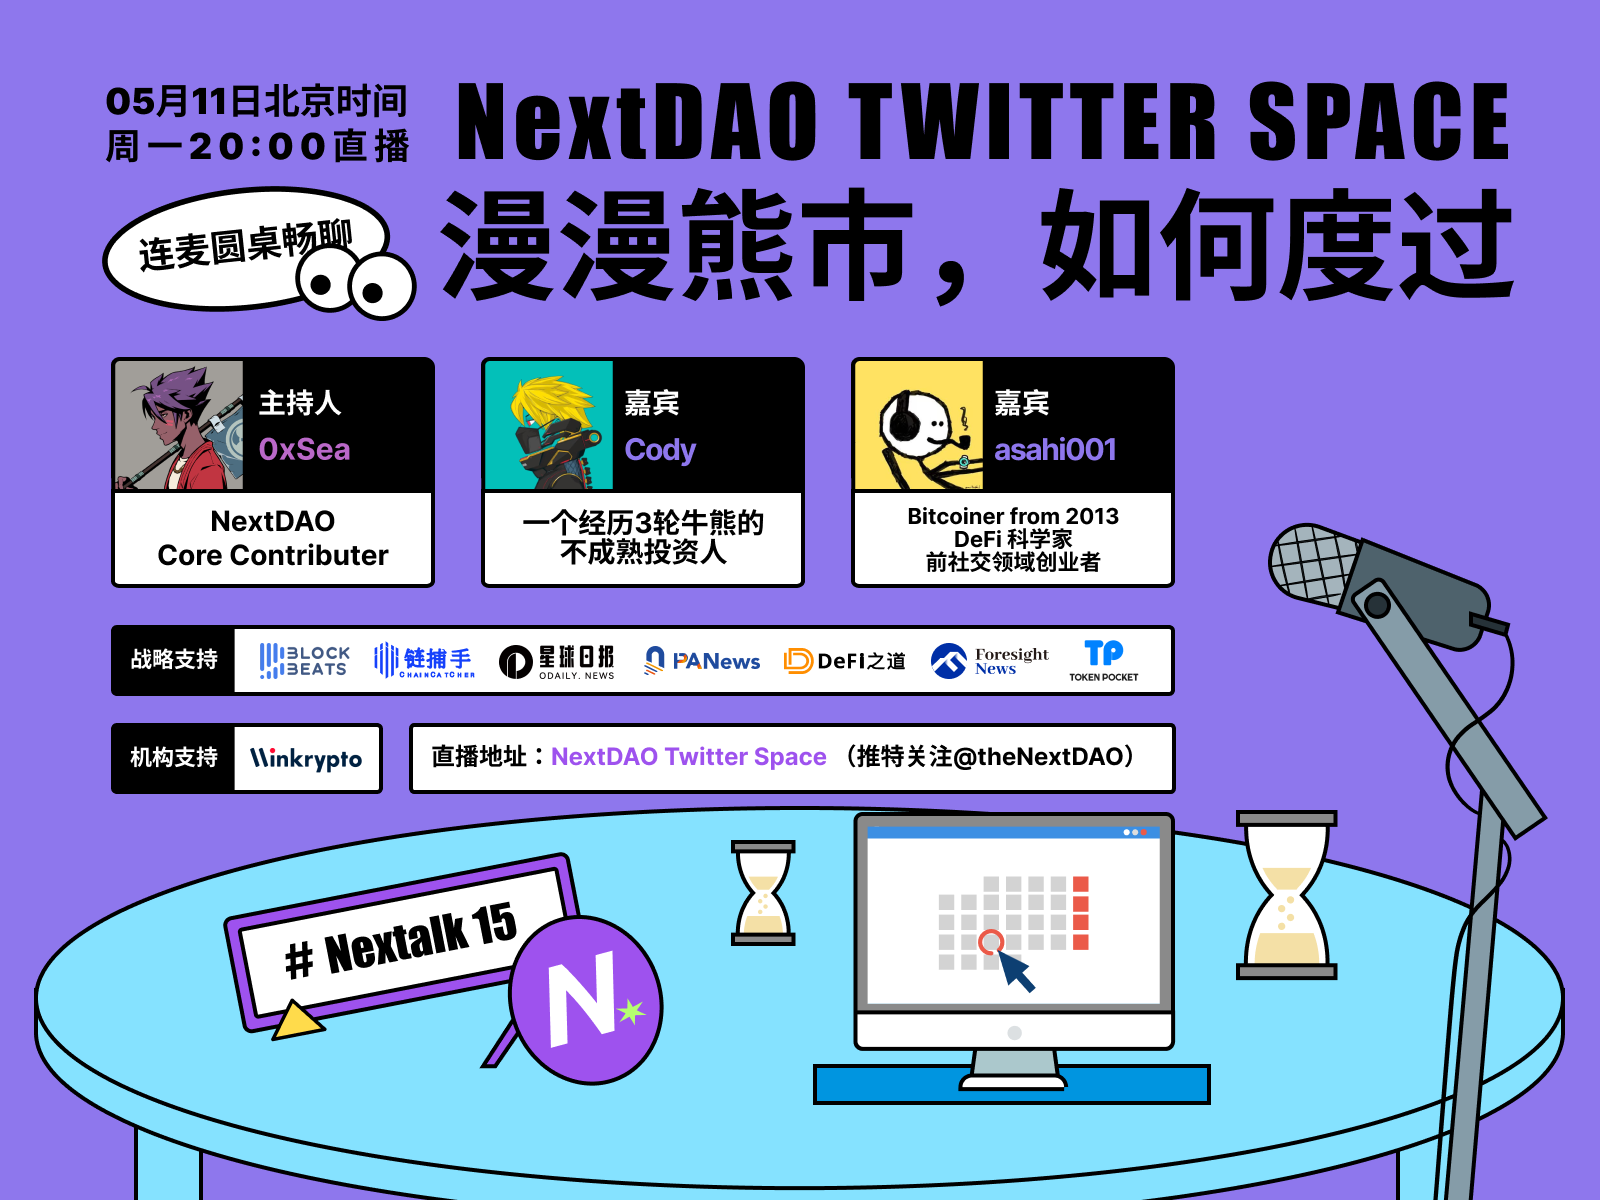 05月11日北京时间
周一20:00直播
NextDAO TWITTER SPACE
漫漫熊市，如何度过
连麦圆桌畅聊
主持人
0xSea
NextDAO
Core Contributer
嘉宾
Cody
一个经历3轮牛熊的
不成熟投资人
嘉宾
asahi001
Bitcoiner from 2013
DeFi 科学家
前社交领域创业者
战略支持
BLOCK
BEATS
链捕手
CHAINCATCHER
星球日报
ODAILY. NEWS
PANews
DeFi之道
Foresight
News
TP
TOKEN POCKET
机构支持
Winkrypto
直播地址：NextDAO Twitter Space （推特关注@theNextDAO）
# Nextalk 15
N